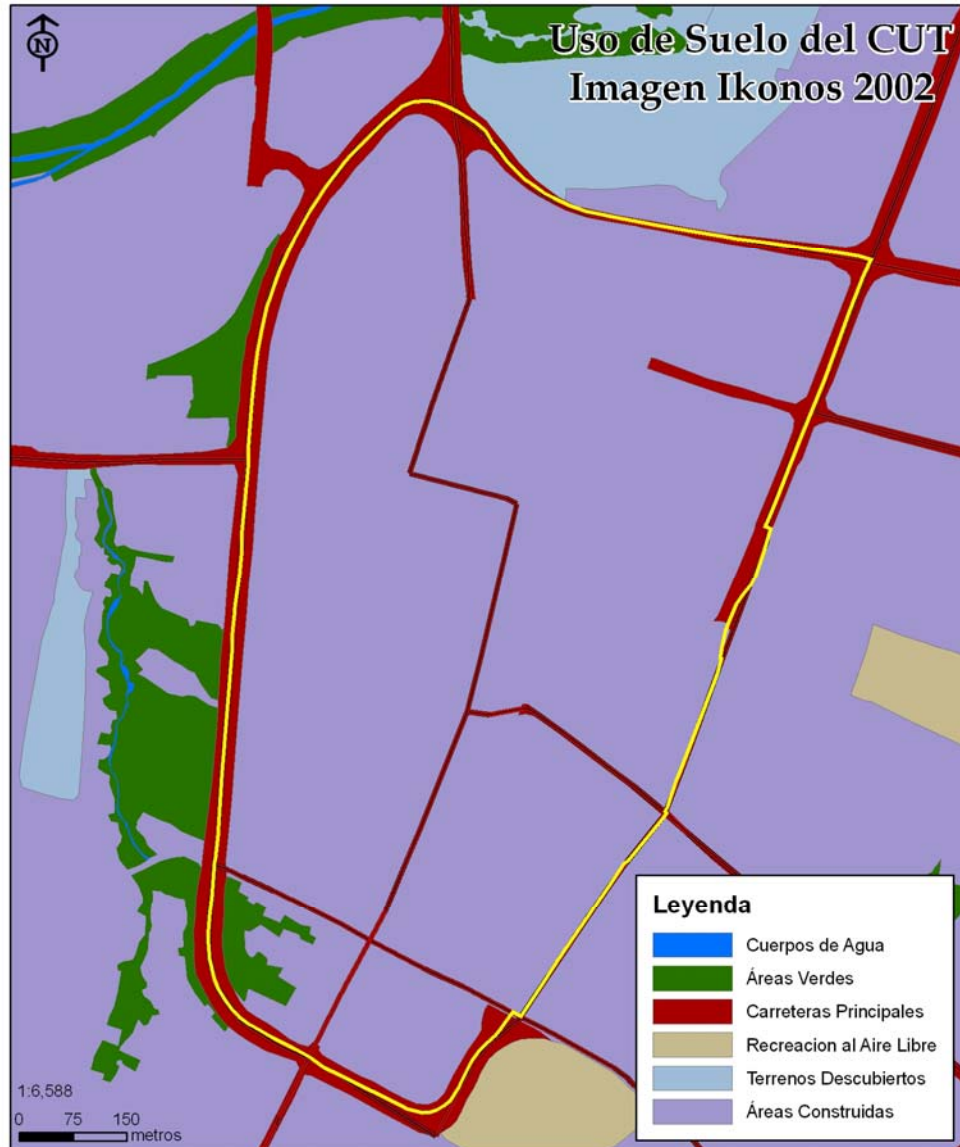 N
Uso de Suelo del CUT
Imagen Ikonos 2002
Leyenda
Cuerpos de Agua
Áreas Verdes
Carreteras Principales
Recreacion al Aire Libre
Terrenos Descubiertos
Áreas Construidas
1:6,588
0 75 150
metros